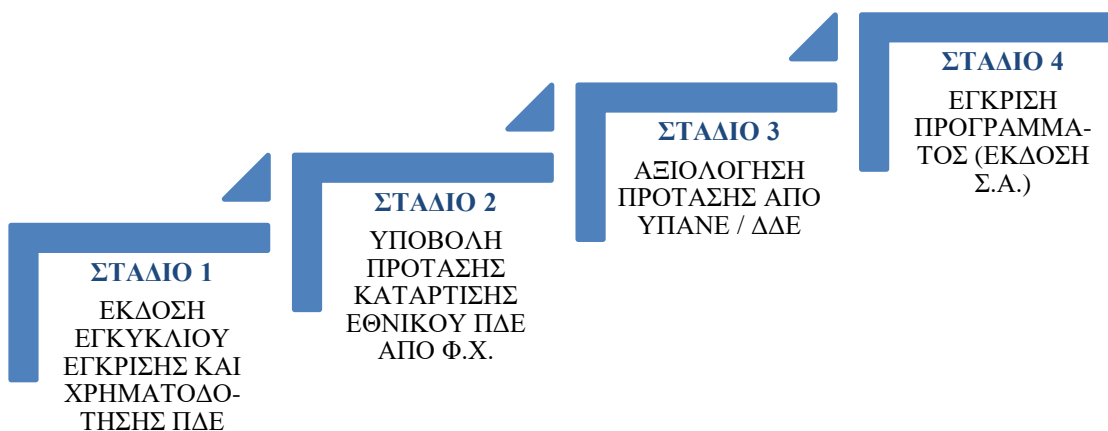 ΣΤΑΔΙΟ 1
ΕΚΔΟΣΗ
ΕΓΚΥΚΛΙΟΥ
ΕΓΚΡΙΣΗΣ ΚΑΙ
ΧΡΗΜΑΤΟΔΟ-
ΤΗΣΗΣ ΠΔΕ
ΣΤΑΔΙΟ 2
ΥΠΟΒΟΛΗ
ΠΡΟΤΑΣΗΣ
ΚΑΤΑΡΤΙΣΗΣ
ΕΘΝΙΚΟΥ ΠΔΕ
ΑΠΟ Φ.Χ.
ΣΤΑΔΙΟ 3
ΑΞΙΟΛΟΓΗΣΗ
ΠΡΟΤΑΣΗΣ ΑΠΟ
ΥΠΑΝΕ / ΔΔΕ
ΣΤΑΔΙΟ 4
ΕΓΚΡΙΣΗ
ΠΡΟΓΡΑΜΜΑ-
ΤΟΣ (ΕΚΔΟΣΗ
Σ.Α.)